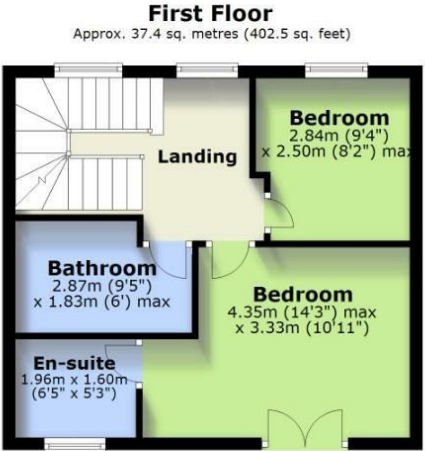 First Floor
Approx. 37.4 sq. metres (402.5 sq. feet)
Bedroom
2.84m (9'4")
x 2.50m (8'2") max
Landing
Bathroom
2.87m (9'5")
x 1.83m (6') max
Bedroom
4.35m (14'3") max
x 3.33m (10'11")
En-suite
1.96m x 1.60m
(6'5" x 5'3")